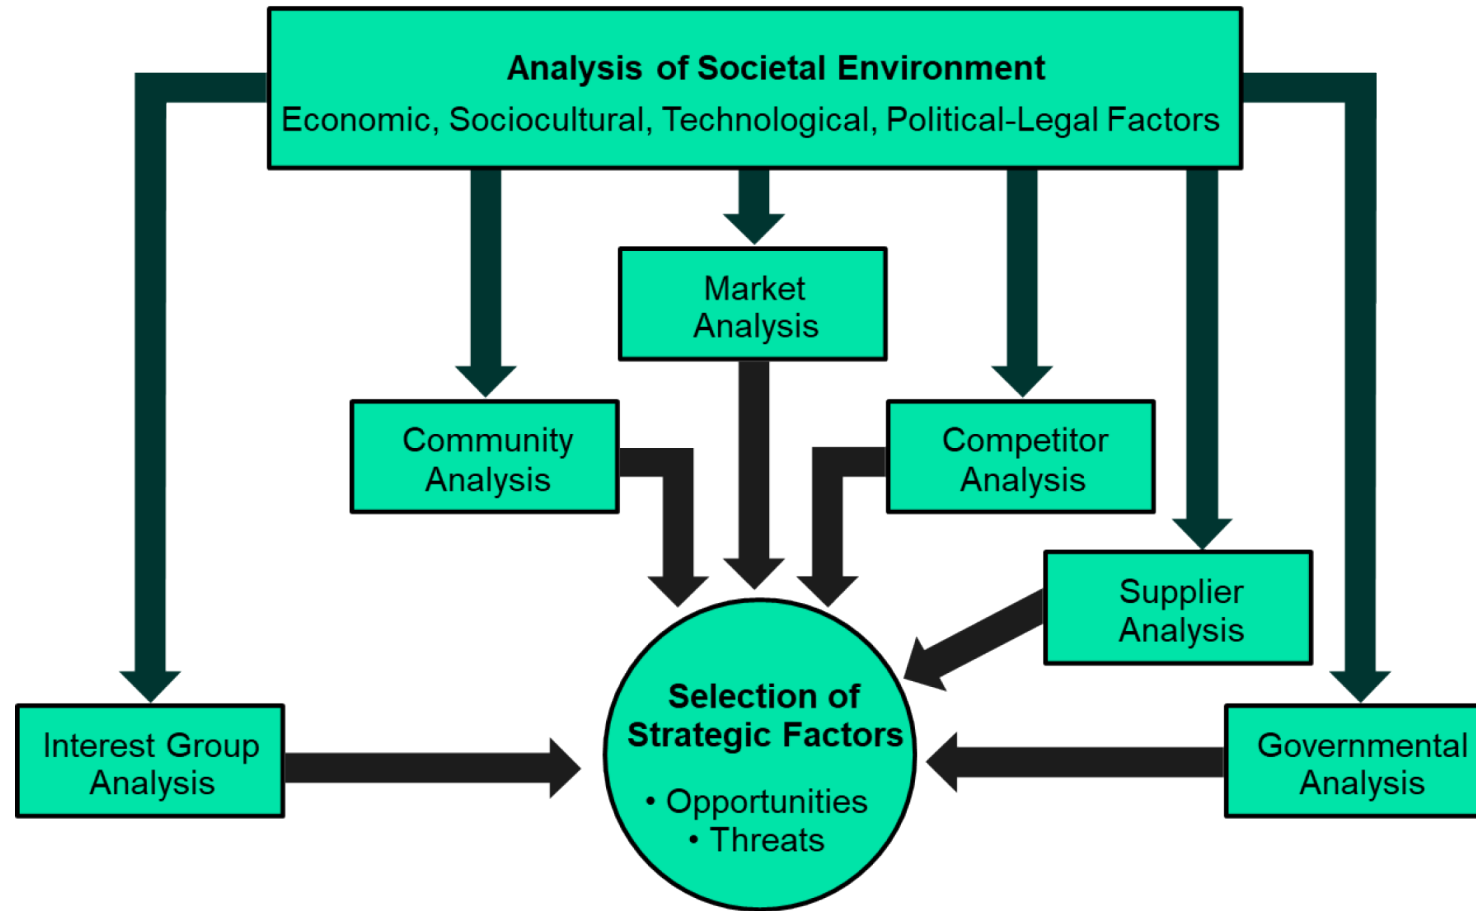 Analysis of Societal Environment
Economic, Sociocultural, Technological, Political-Legal Factors
Market
Analysis
Community
Analysis
Competitor
Analysis
Supplier
Analysis
Interest Group
Analysis
Selection of
Strategic Factors
• Opportunities
• Threats
Governmental
Analysis